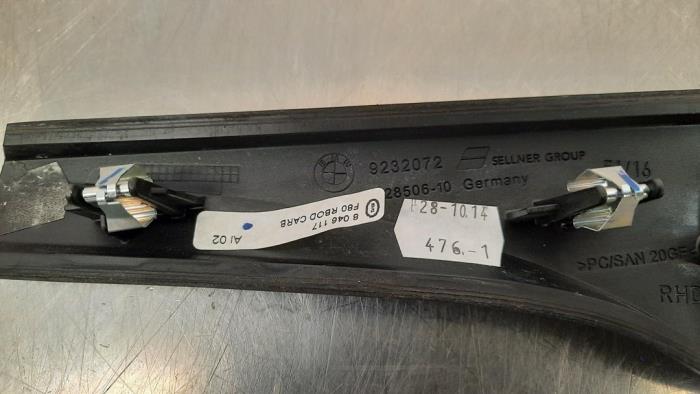 9232072
SELLNER GROUP
28506-10 Germany
8 046 117
F80 RBOD CARB
AI 02
28-10.14
476.-1
>PC/SAN 20GF
RHD